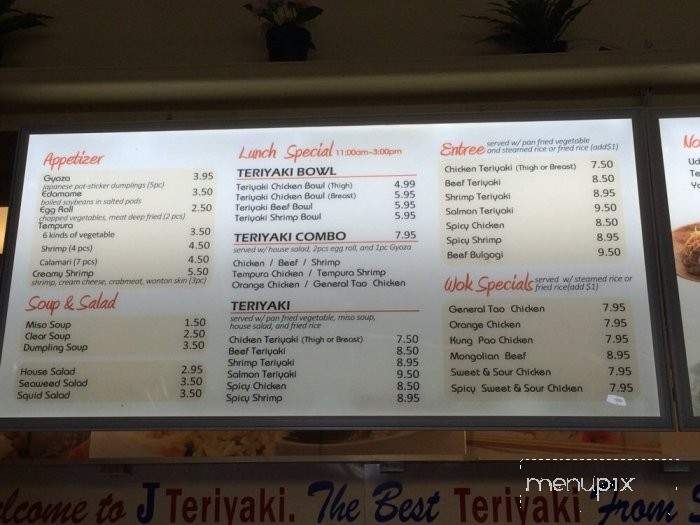 Appetizer
Gyoza 3.95
japanese pot-sticker dumplings (5pc)
Edamame 3.50
boiled soybeans in salted pods
Egg Roll 2.50
chopped vegetables, meat deep fried (2 pcs)
Tempura
6 kinds of vegetable 3.50
Shrimp (4 pcs) 4.50
Calamari (7 pcs) 4.50
Creamy Shrimp 5.50
shrimp, cream cheese, crabmeat, wonton skin (3pc)
Soup & Salad
Miso Soup 1.50
Clear Soup 2.50
Dumpling Soup 3.50
House Salad 2.95
Seaweed Salad 3.50
Squid Salad 3.50
Lunch Special 11:00am~3:00pm
TERIYAKI BOWL
Teriyaki Chicken Bowl (Thigh) 4.99
Teriyaki Chicken Bowl (Breast) 5.95
Teriyaki Beef Bowl 5.95
Teriyaki Shrimp Bowl 5.95
TERIYAKI COMBO 7.95
served w/ house salad, 2pcs egg roll, and 1pc Gyoza
Chicken / Beef / Shrimp
Tempura Chicken / Tempura Shrimp
Orange Chicken / General Tao Chicken
TERIYAKI
served w/ pan fried vegetable, miso soup,
house salad, and fried rice
Chicken Teriyaki (Thigh or Breast) 7.50
Beef Teriyaki 8.50
Shrimp Teriyaki 8.95
Salmon Teriyaki 9.50
Spicy Chicken 8.50
Spicy Shrimp 8.95
Entree served w/ pan fried vegetable
and steamed rice or fried rice(add$1)
Chicken Teriyaki (Thigh or Breast) 7.50
Beef Teriyaki 8.50
Shrimp Teriyaki 8.95
Salmon Teriyaki 9.50
Spicy Chicken 8.50
Spicy Shrimp 8.95
Beef Bulgogi 9.50
Wok Specials served w/ steamed rice or
fried rice(add $1)
General Tao Chicken 7.95
Orange Chicken 7.95
Kung Pao Chicken 7.95
Mongolian Beef 8.95
Sweet & Sour Chicken 7.95
Spicy Sweet & Sour Chicken 7.95
No
Ud
Te
Ya
elcome to J Teriyaki. The Best Teriyaki From
menupix